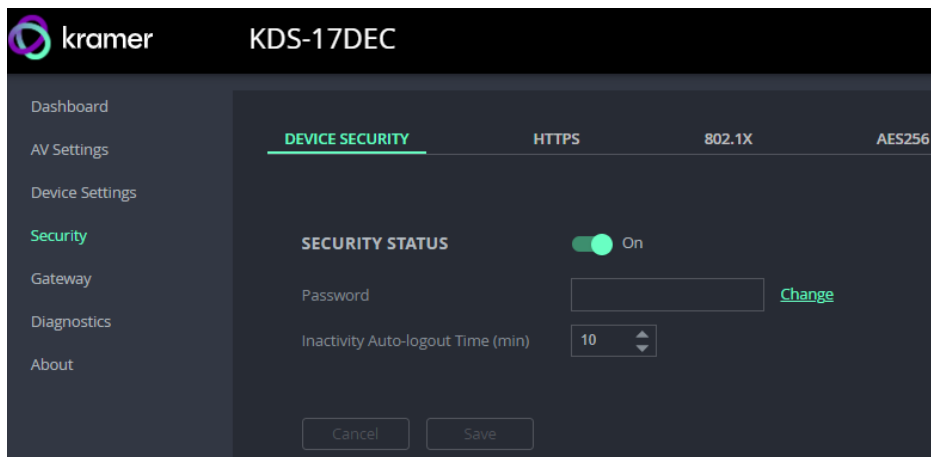 kramer KDS-17DEC
Dashboard
AV Settings
Device Settings
Security
Gateway
Diagnostics
About
DEVICE SECURITY HTTPS 802.1X AES256
SECURITY STATUS On
Password Change
Inactivity Auto-logout Time (min) 10
Cancel Save